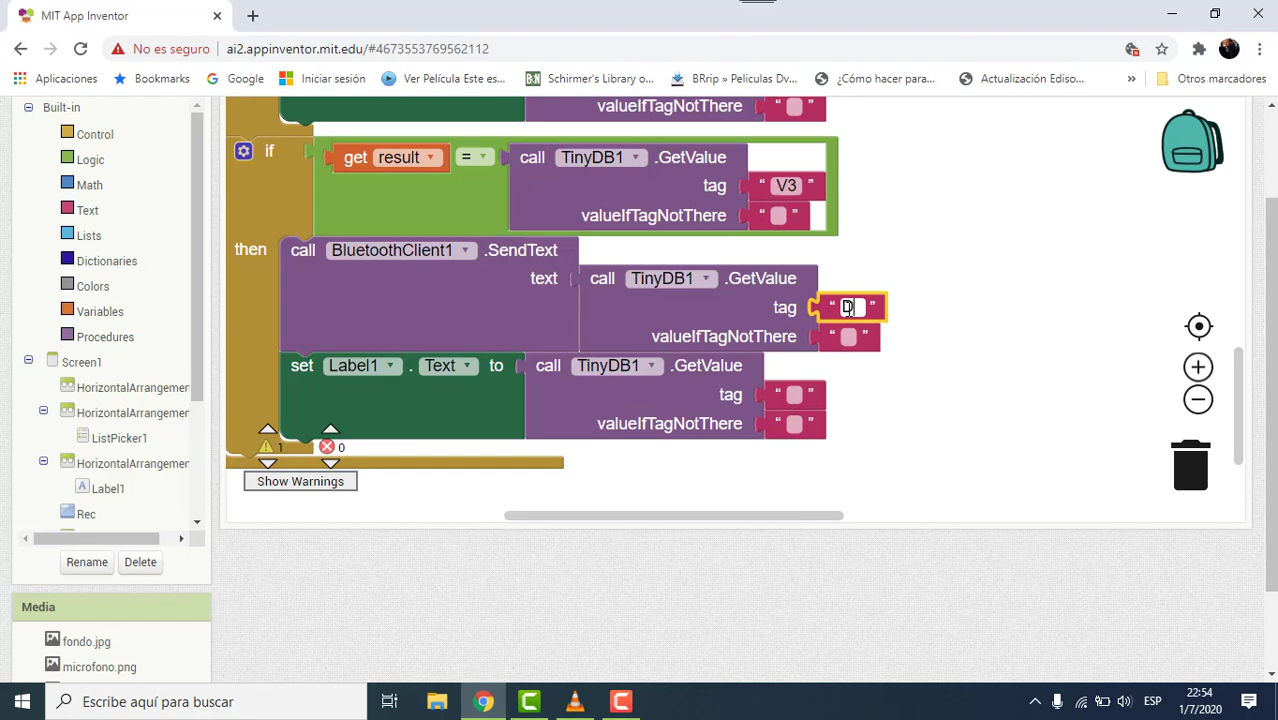 MIT App Inventor
No es seguro
ai2.appinventor.mit.edu/#4673553769562112
Aplicaciones
Bookmarks
Google
Iniciar sesión
Ver Película Este es...
Schirmer's Library o...
BRrip » Peliculas Dv...
¿Cómo hacer para...
Actualización Ediso...
»
Otros marcadores
Built-in
Control
Logic
Math
Text
Lists
Dictionaries
Colors
Variables
Procedures
Screen1
HorizontalArrangemen
HorizontalArrangemen
ListPicker1
HorizontalArrangemen
Label1
Rec
Rename
Delete
Media
fondo.jpg
microfono.png
valueIfTagNotThere “ ”
if get result = call TinyDB1 .GetValue
tag “ V3 ”
valueIfTagNotThere “ ”
then call BluetoothClient1 .SendText
text call TinyDB1 .GetValue
tag “ D ”
valueIfTagNotThere “ ”
set Label1 . Text to call TinyDB1 .GetValue
tag “ ”
valueIfTagNotThere “ ”
1 0
Show Warnings
Escribe aquí para buscar
ESP
22:54
1/7/2020